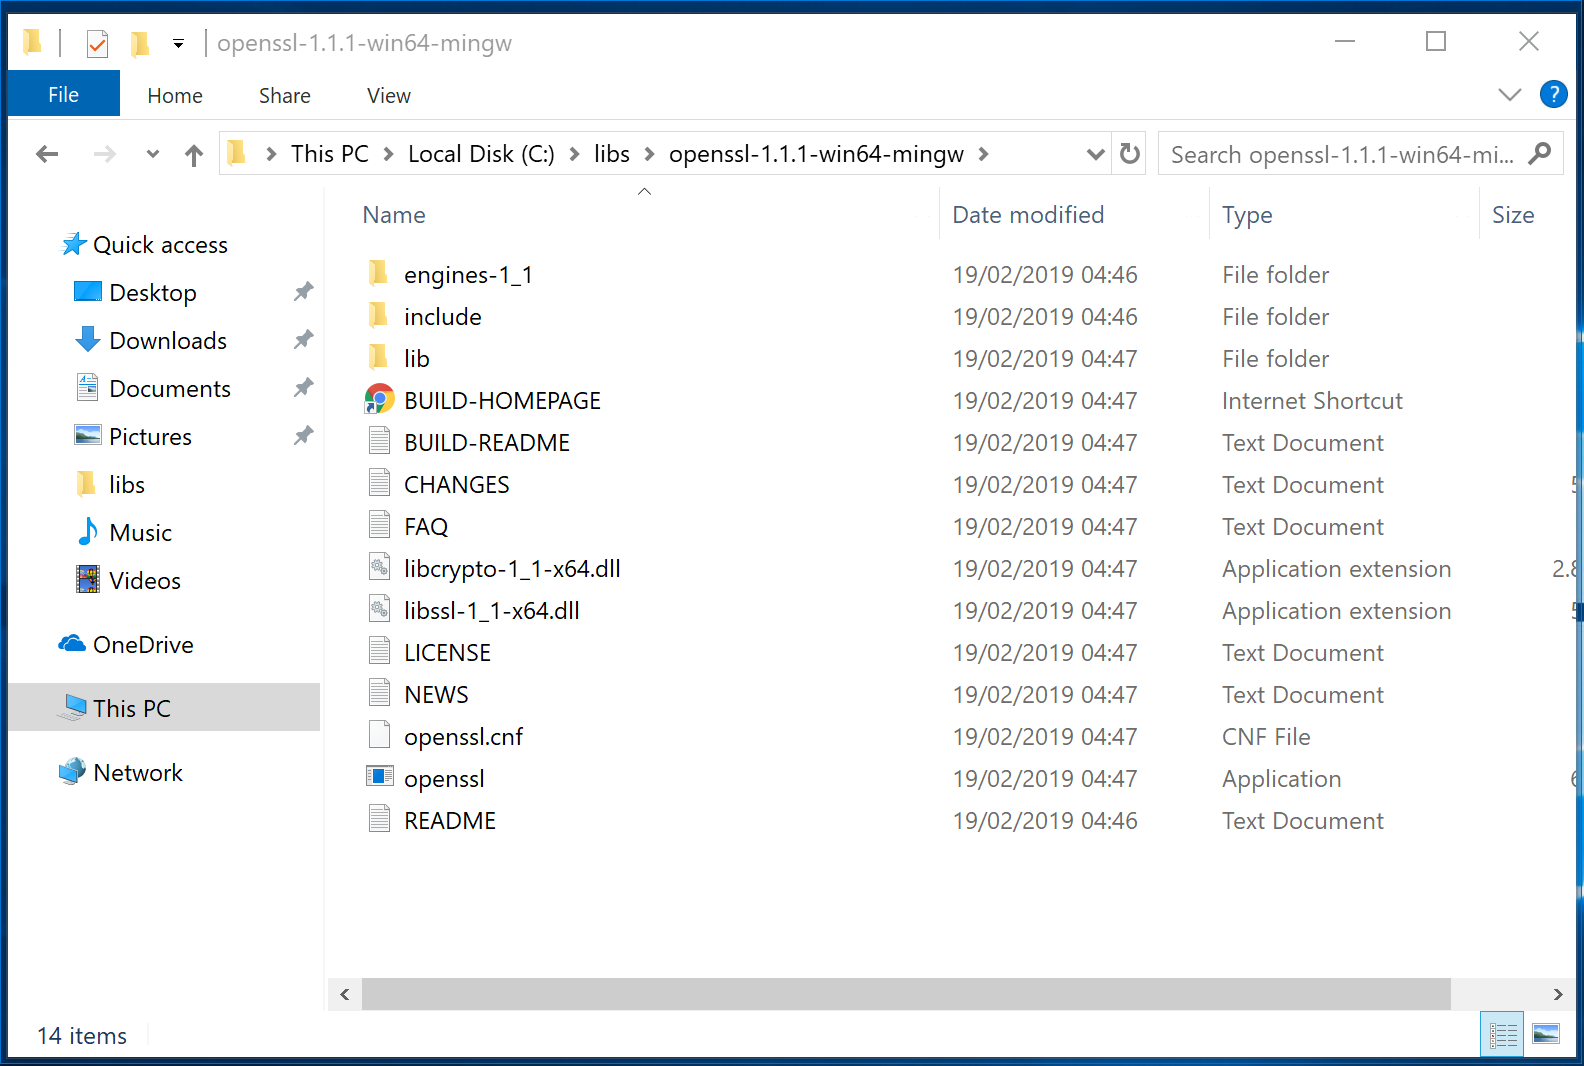 openssl-1.1.1-win64-mingw
File Home Share View ?
This PC Local Disk (C:) libs openssl-1.1.1-win64-mingw Search openssl-1.1.1-win64-mi...
Name Date modified Type Size
Quick access
Desktop
Downloads
Documents
Pictures
libs
Music
Videos
OneDrive
This PC
Network
engines-1_1 19/02/2019 04:46 File folder
include 19/02/2019 04:46 File folder
lib 19/02/2019 04:47 File folder
BUILD-HOMEPAGE 19/02/2019 04:47 Internet Shortcut
BUILD-README 19/02/2019 04:47 Text Document
CHANGES 19/02/2019 04:47 Text Document
FAQ 19/02/2019 04:47 Text Document
libcrypto-1_1-x64.dll 19/02/2019 04:47 Application extension
libssl-1_1-x64.dll 19/02/2019 04:47 Application extension
LICENSE 19/02/2019 04:47 Text Document
NEWS 19/02/2019 04:47 Text Document
openssl.cnf 19/02/2019 04:47 CNF File
openssl 19/02/2019 04:47 Application
README 19/02/2019 04:46 Text Document
14 items